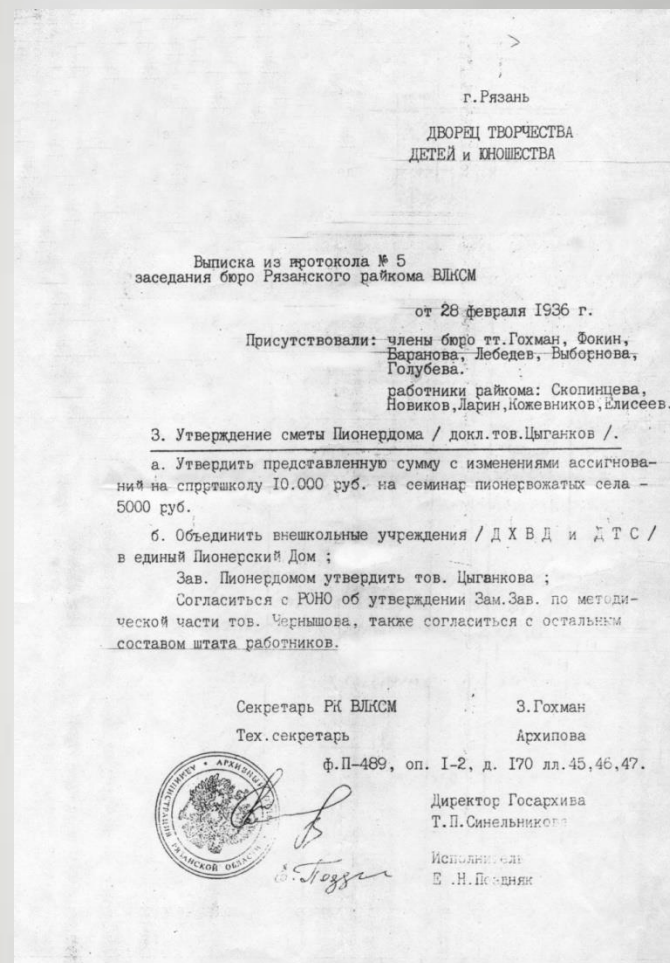 г.Рязань
ДВОРЕЦ ТВОРЧЕСТВА
ДЕТЕЙ и ЮНОШЕСТВА
Выписка из протокола № 5
заседания бюро Рязанского райкома ВЛКСМ
от 28 февраля 1936 г.
Присутствовали: члены бюро тт.Гохман, Фокин,
Баранова, Лебедев, Выборнова,
Голубева.
работники райкома: Скопинцева,
Новиков,Ларин,Кожевников,Елисеев.
3. Утверждение сметы Пионердома / докл.тов.Цыганков /.
а. Утвердить представленную сумму с изменениями ассигнова-
ний на спрртшколу 10.000 руб. на семинар пионервожатых села -
5000 руб.
б. Объединить внешкольные учреждения / Д Х В Д и Д Т С /
в единый Пионерский Дом ;
Зав. Пионердомом утвердить тов. Цыганкова ;
Согласиться с РОНО об утверждении Зам.Зав. по методи-
ческой части тов. Чернышова, также согласиться с остальным
составом штата работников.
Секретарь РК ВЛКСМ З.Гохман
Тех.секретарь Архипова
ф.П-489, оп. I-2, д. 170 лл.45,46,47.
Директор Госархива
Т.П.Синельникова
Исполнитель
Е .Н.Поздняк
АДМИНИСТРАЦИЯ РЯЗАНСКОЙ ОБЛАСТИ • АРХИВНЫЙ